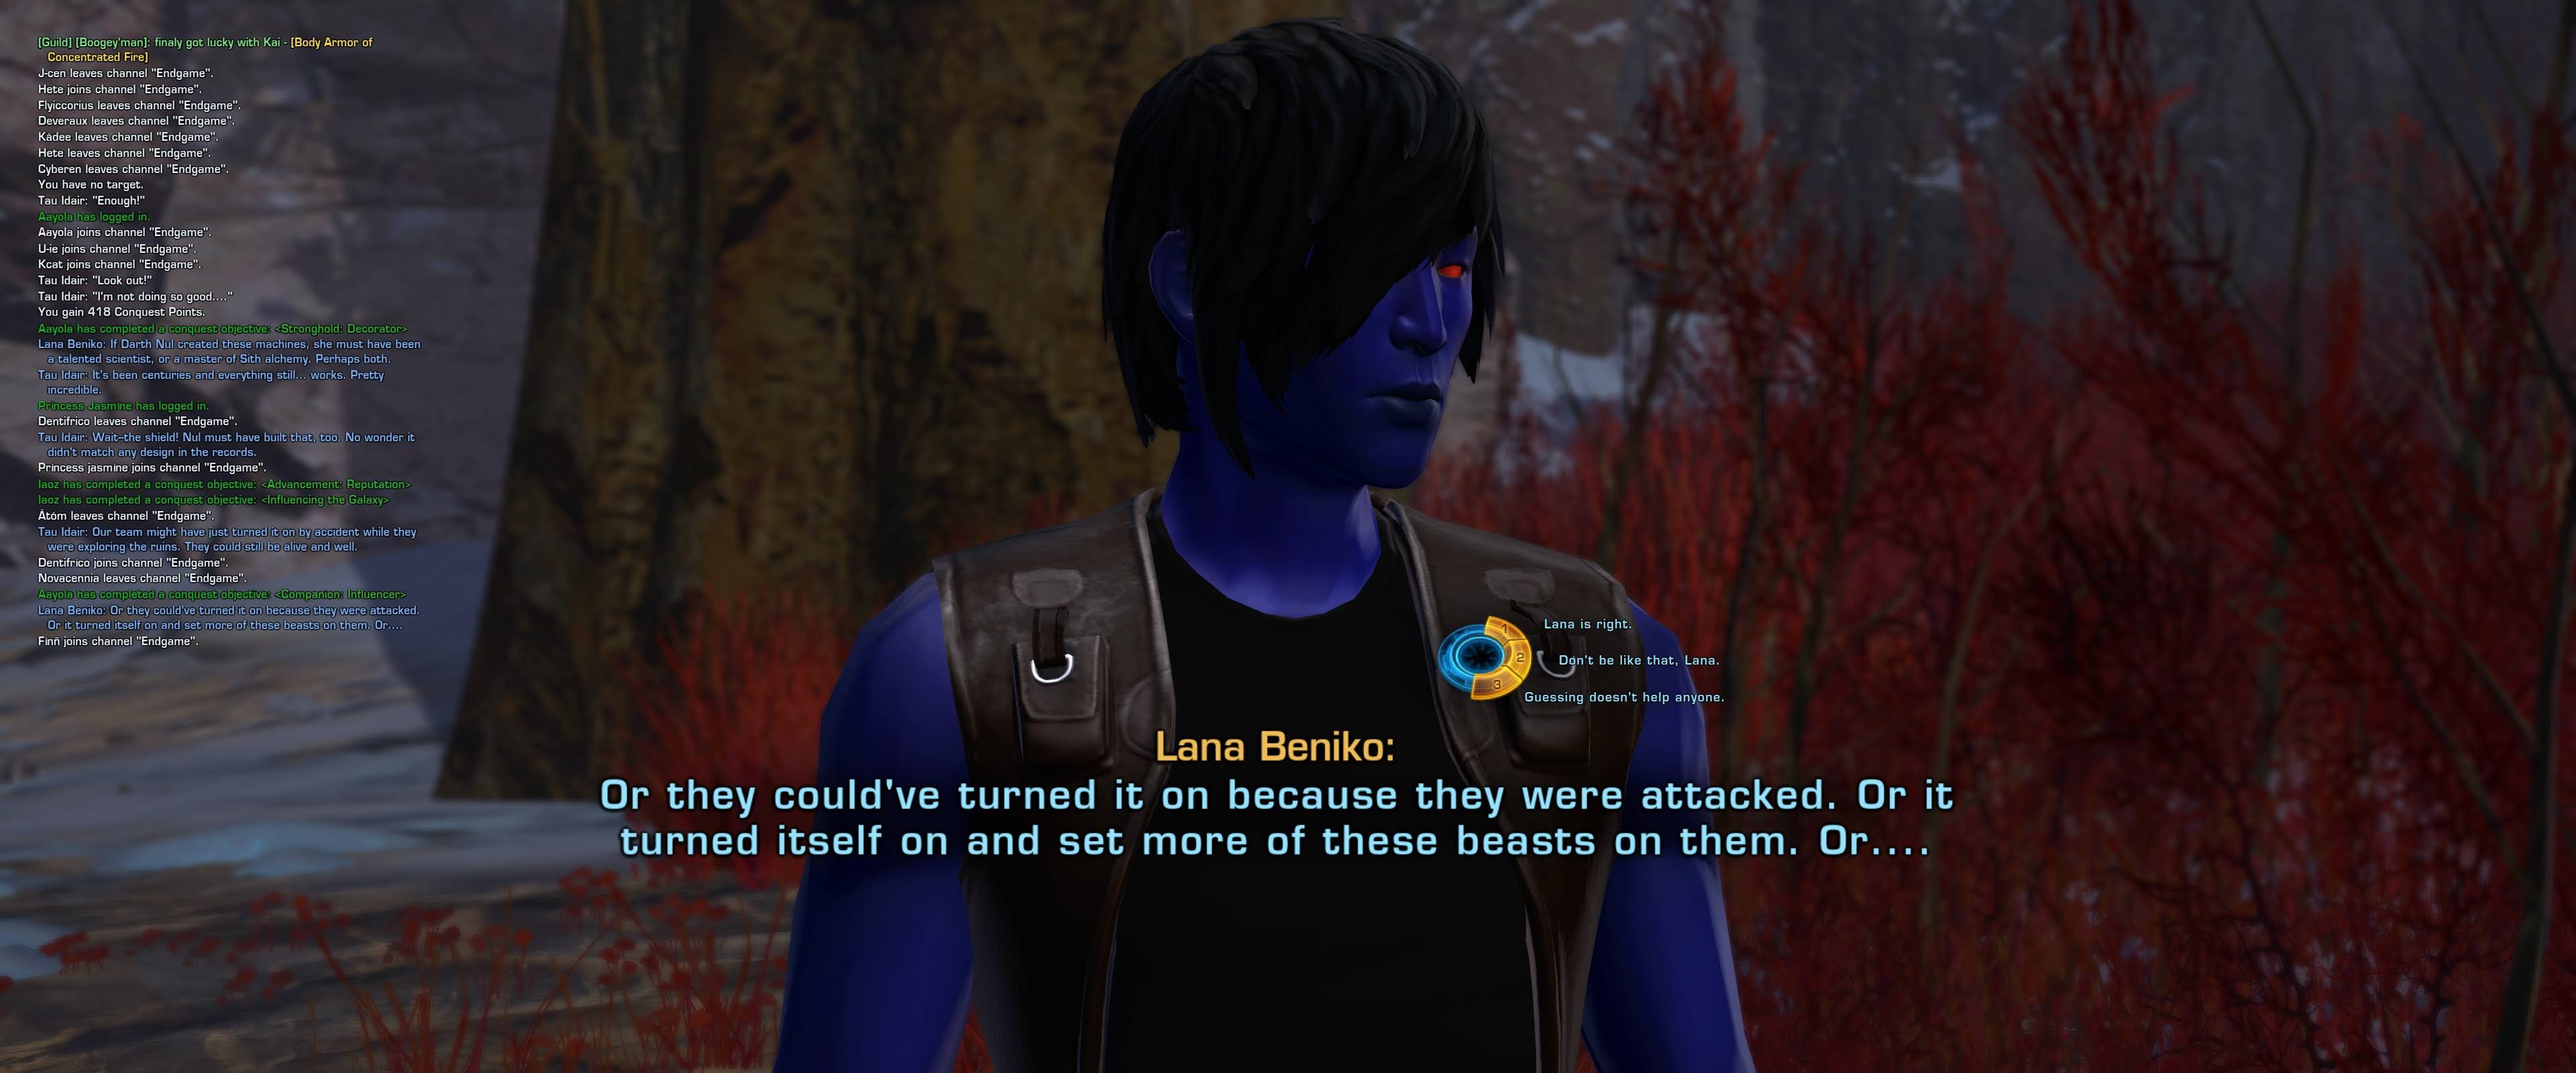 [Guild] [Boogey'man]: finaly got lucky with Kai - [Body Armor of
Concentrated Fire]
J-cen leaves channel "Endgame".
Hete joins channel "Endgame".
Flyiccorius leaves channel "Endgame".
Deveraux leaves channel "Endgame".
Kàdee leaves channel "Endgame".
Hete leaves channel "Endgame".
Cyberen leaves channel "Endgame".
You have no target.
Tau Idair: "Enough!"
Aayola has logged in.
Aayola joins channel "Endgame".
U-ie joins channel "Endgame".
Kcat joins channel "Endgame".
Tau Idair: "Look out!"
Tau Idair: "I'm not doing so good...."
You gain 418 Conquest Points.
Aayola has completed a conquest objective: <Stronghold: Decorator>
Lana Beniko: If Darth Nul created these machines, she must have been
a talented scientist, or a master of Sith alchemy. Perhaps both.
Tau Idair: It's been centuries and everything still... works. Pretty
incredible.
Princess Jasmine has logged in.
Dentifrico leaves channel "Endgame".
Tau Idair: Wait–the shield! Nul must have built that, too. No wonder it
didn't match any design in the records.
Princess jasmine joins channel "Endgame".
Iaoz has completed a conquest objective: <Advancement: Reputation>
Iaoz has completed a conquest objective: <Influencing the Galaxy>
Àtóm leaves channel "Endgame".
Tau Idair: Our team might have just turned it on by accident while they
were exploring the ruins. They could still be alive and well.
Dentifrico joins channel "Endgame".
Novacennia leaves channel "Endgame".
Aayola has completed a conquest objective: <Companion: Influencer>
Lana Beniko: Or they could've turned it on because they were attacked.
Or it turned itself on and set more of these beasts on them. Or....
Finñ joins channel "Endgame".
1 Lana is right.
2 Don't be like that, Lana.
3 Guessing doesn't help anyone.
Lana Beniko:
Or they could've turned it on because they were attacked. Or it
turned itself on and set more of these beasts on them. Or....